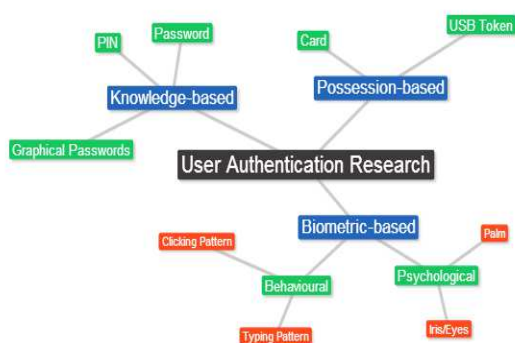 USB Token
Password
PIN
Card
Knowledge-based
Possession-based
Graphical Passwords
User Authentication Research
Biometric-based
Clicking Pattern
Palm
Behavioural
Psychological
Typing Pattern
Iris/Eyes